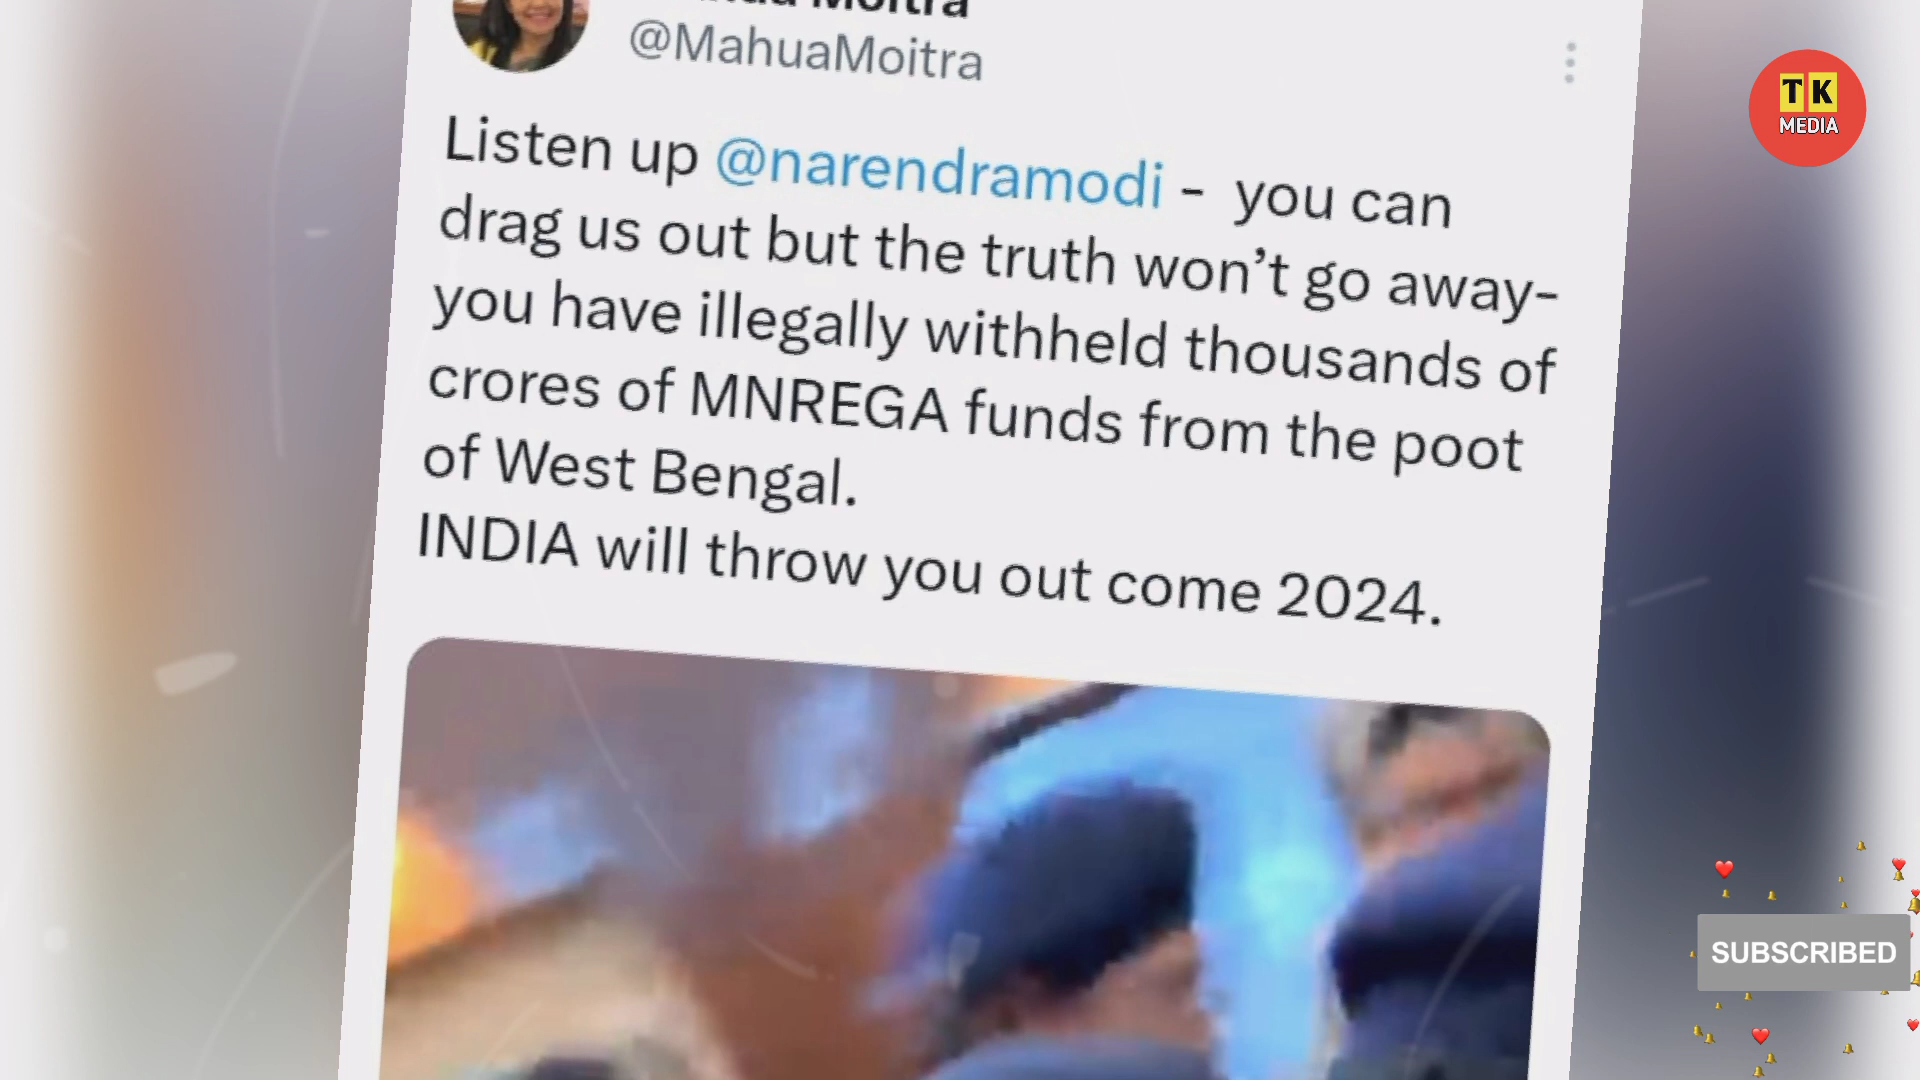 Moitra
@MahuaMoitra
Listen up @narendramodi - you can
drag us out but the truth won't go away-
you have illegally withheld thousands of
crores of MNREGA funds from the poot
of West Bengal.
INDIA will throw you out come 2024.
TK
MEDIA
SUBSCRIBED